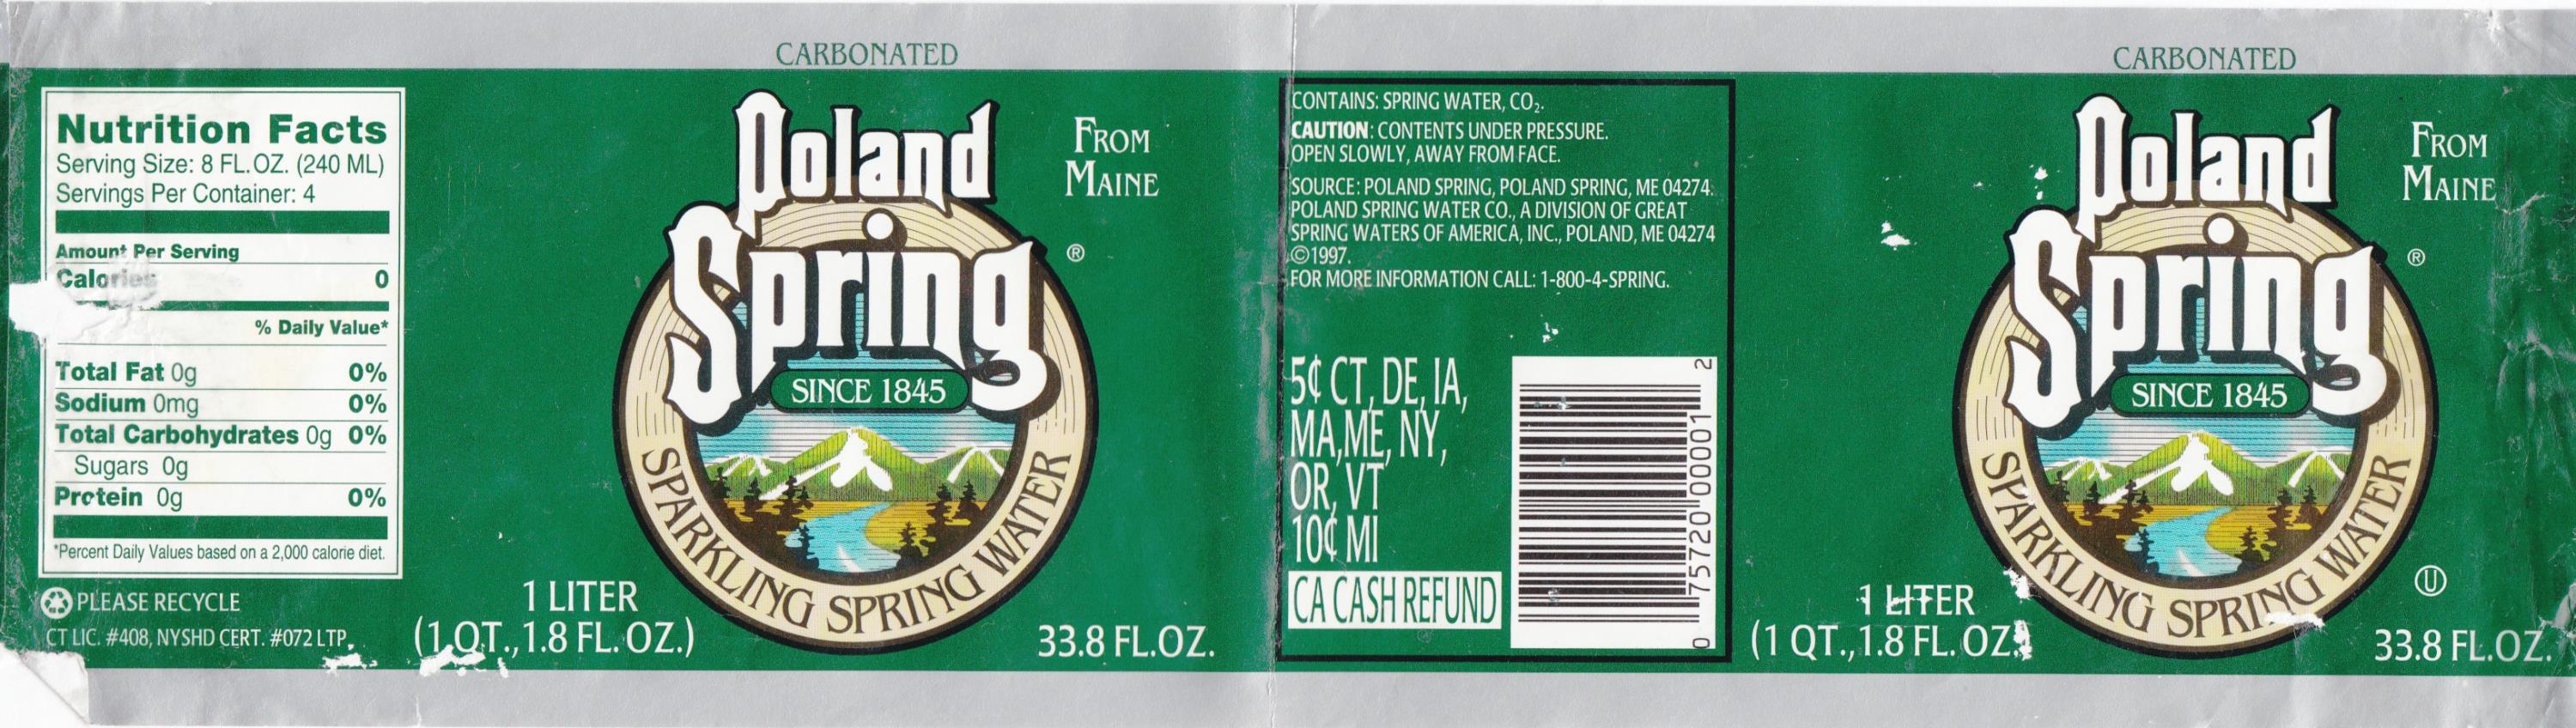 CARBONATED
Nutrition Facts
Serving Size: 8 FL.OZ. (240 ML)
Servings Per Container: 4
Amount Per Serving
Calories 0
% Daily Value*
Total Fat 0g 0%
Sodium 0mg 0%
Total Carbohydrates 0g 0%
Sugars 0g
Protein 0g 0%
*Percent Daily Values based on a 2,000 calorie diet.
PLEASE RECYCLE
CT LIC. #408, NYSHD CERT. #072 LTP.
Poland
Spring
®
SINCE 1845
SPARKLING SPRING WATER
FROM
MAINE
1 LITER
(1 QT., 1.8 FL. OZ.)
33.8 FL.OZ.
CONTAINS: SPRING WATER, CO₂.
CAUTION: CONTENTS UNDER PRESSURE.
OPEN SLOWLY, AWAY FROM FACE.
SOURCE: POLAND SPRING, POLAND SPRING, ME 04274.
POLAND SPRING WATER CO., A DIVISION OF GREAT
SPRING WATERS OF AMERICA, INC., POLAND, ME 04274
©1997.
FOR MORE INFORMATION CALL: 1-800-4-SPRING.
5¢ CT, DE, IA,
MA,ME, NY,
OR, VT
10¢ MI
CA CASH REFUND
0 75720 00001 2
CARBONATED
Poland
Spring
®
SINCE 1845
SPARKLING SPRING WATER
FROM
MAINE
U
1 LITER
(1 QT., 1.8 FL. OZ.)
33.8 FL.OZ.